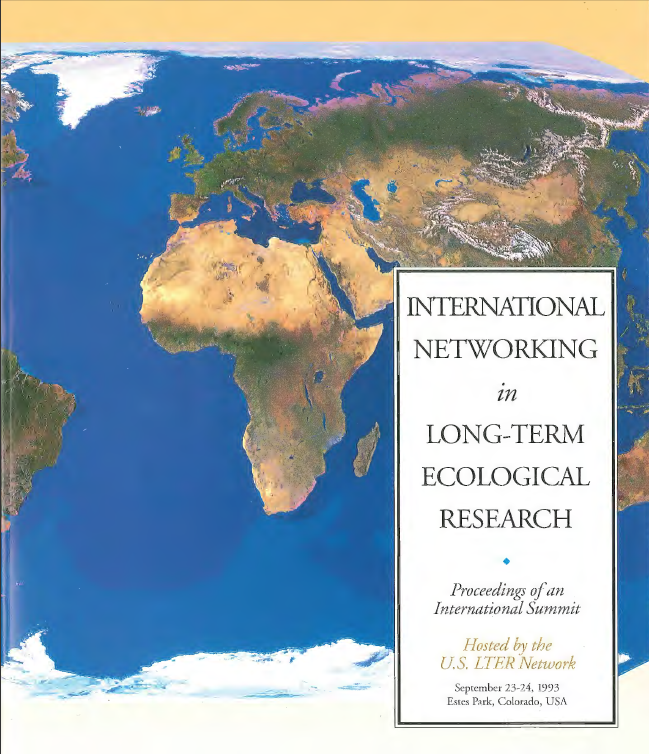 INTERNATIONAL
NETWORKING
in
LONG-TERM
ECOLOGICAL
RESEARCH
Proceedings of an
International Summit
Hosted by the
U.S. LTER Network
September 23-24, 1993
Estes Park, Colorado, USA